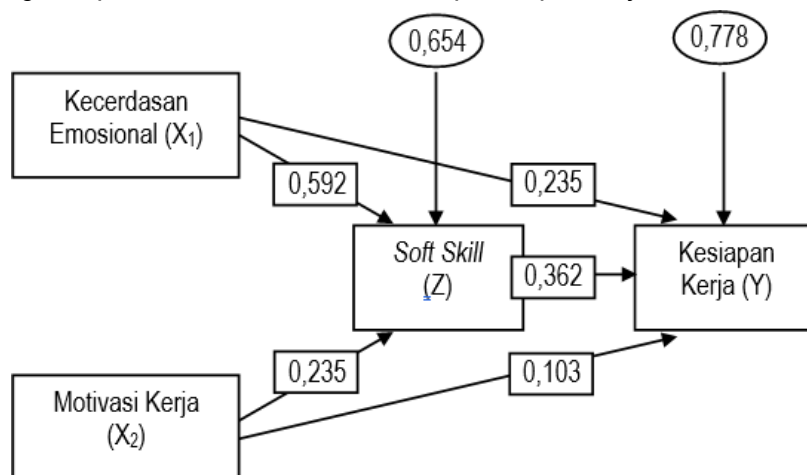 0,654
0,778
Kecerdasan
Emosional (X₁)
0,592
0,235
Soft Skill
(Z)
0,362
Kesiapan
Kerja (Y)
0,235
0,103
Motivasi Kerja
(X₂)